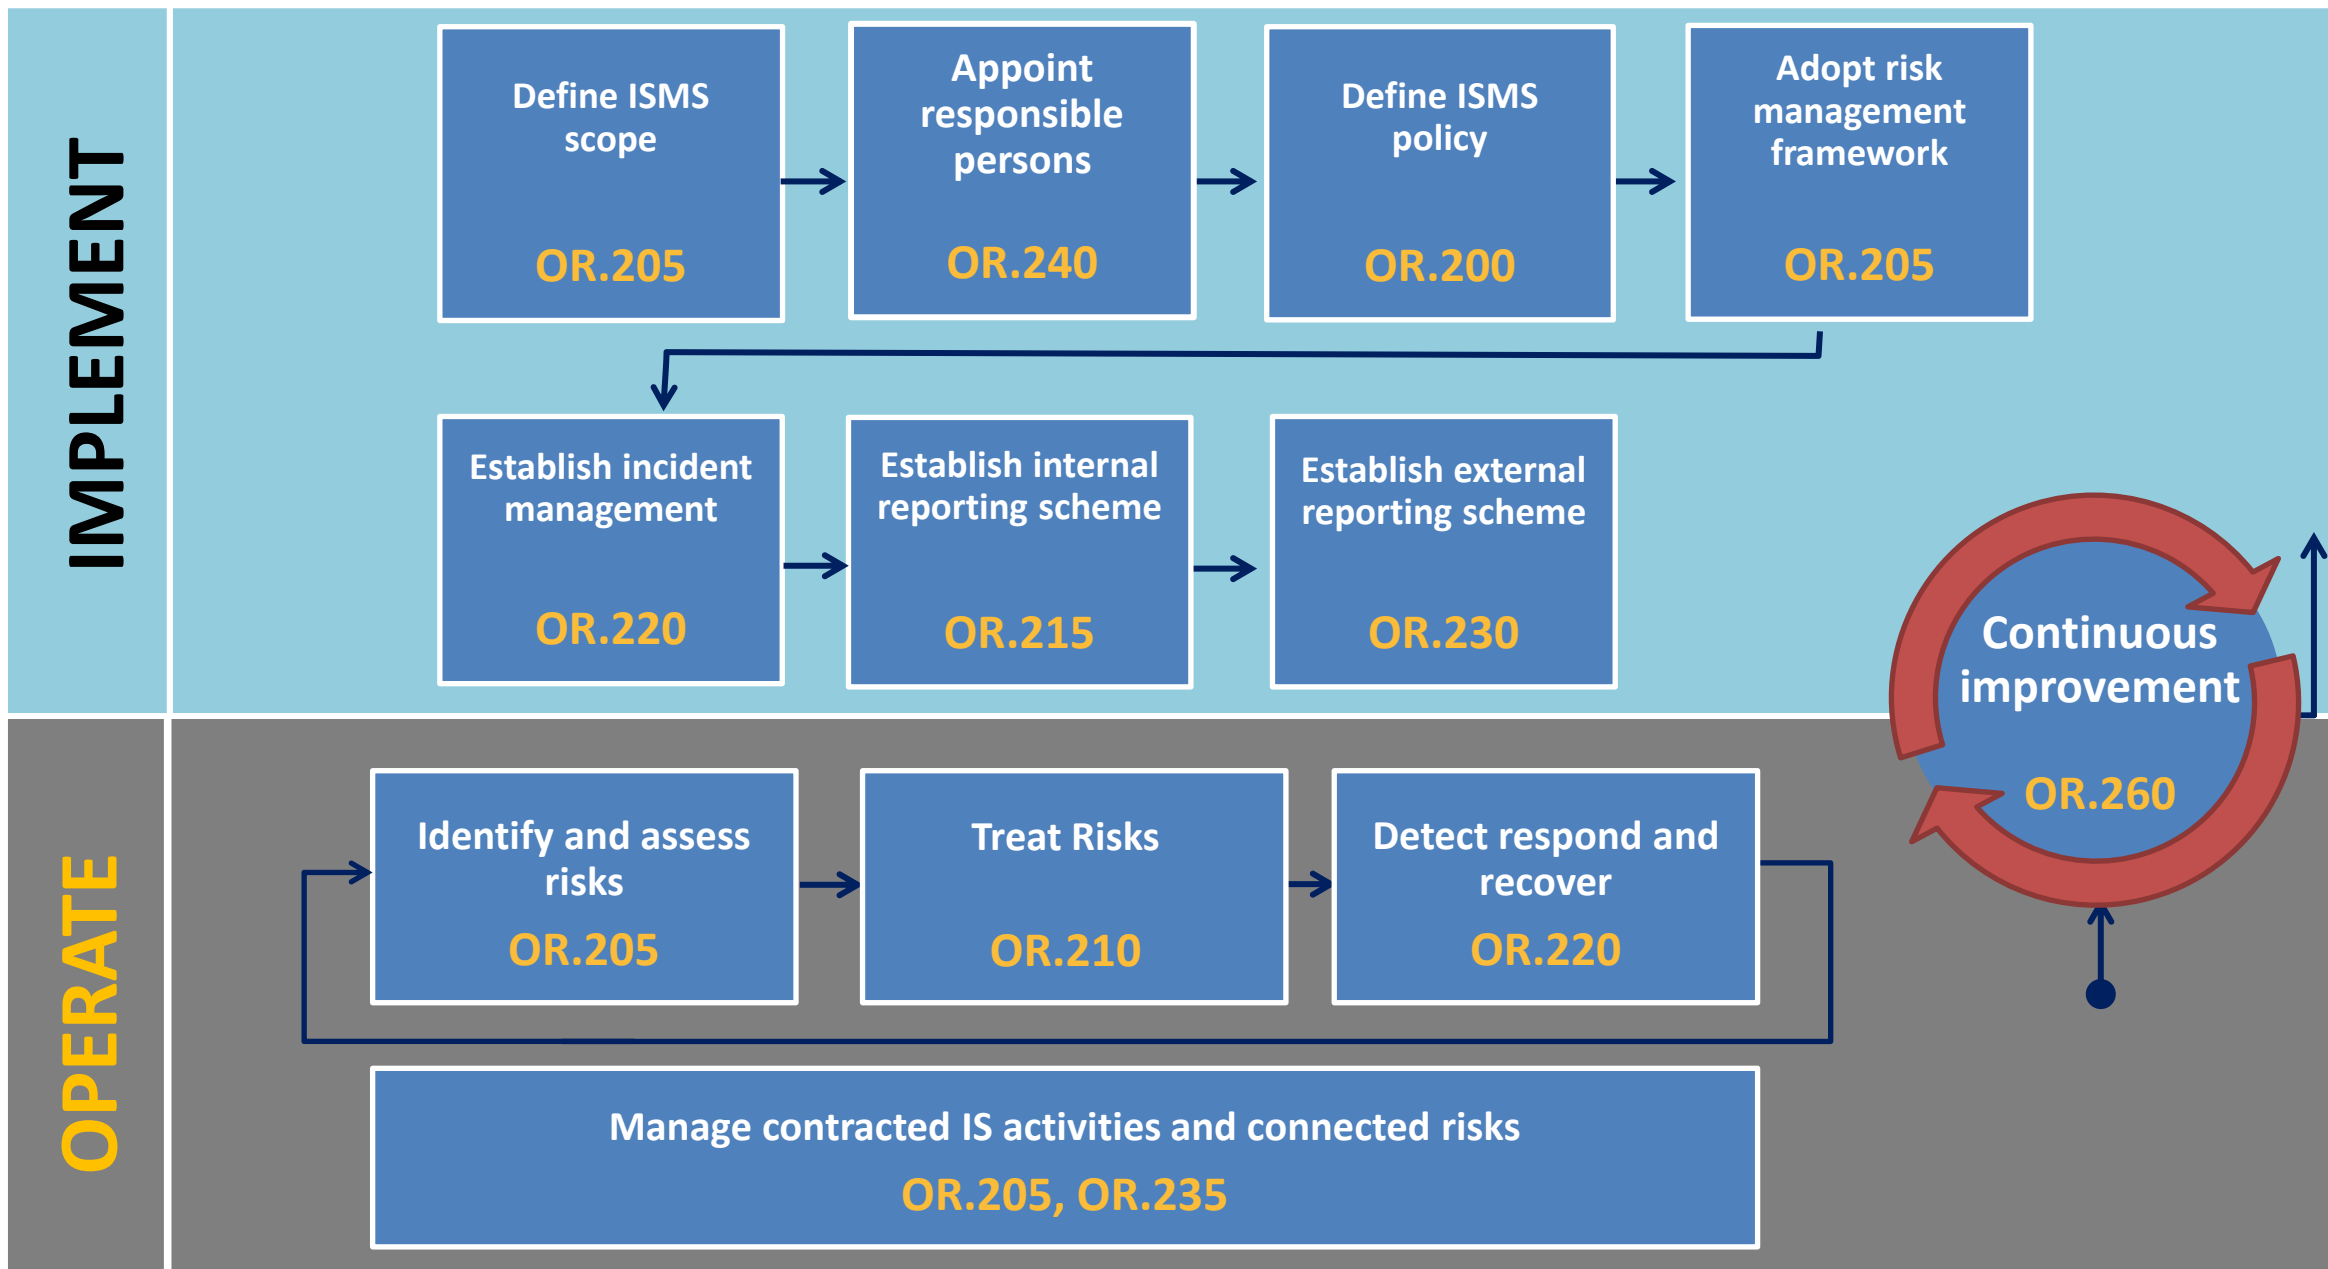 IMPLEMENT
Define ISMS
scope
OR.205
Appoint
responsible
persons
OR.240
Define ISMS
policy
OR.200
Adopt risk
management
framework
OR.205
Establish incident
management
OR.220
Establish internal
reporting scheme
OR.215
Establish external
reporting scheme
OR.230
Continuous
improvement
OR.260
OPERATE
Identify and assess
risks
OR.205
Treat Risks
OR.210
Detect respond and
recover
OR.220
Manage contracted IS activities and connected risks
OR.205, OR.235